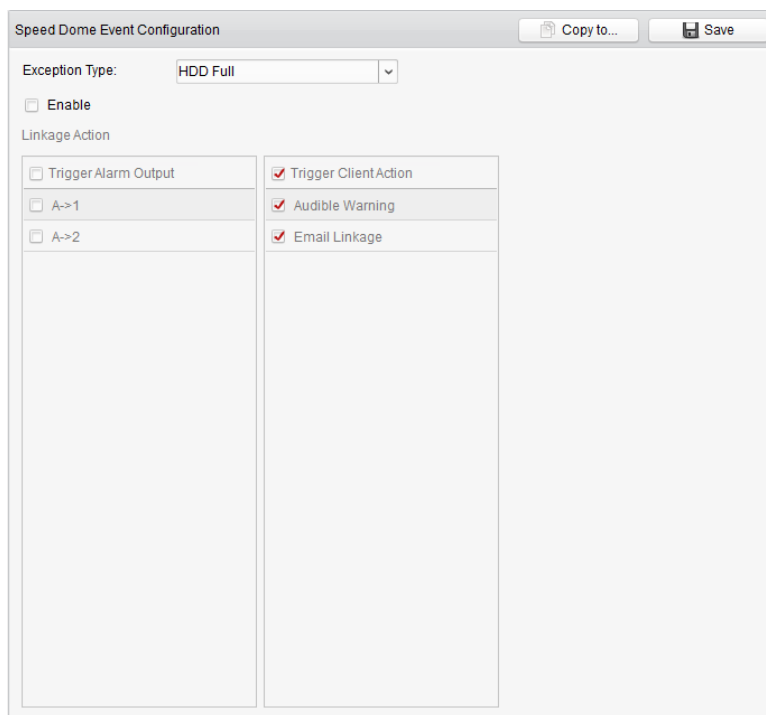 Speed Dome Event Configuration
Copy to...
Save
Exception Type:
HDD Full
Enable
Linkage Action
Trigger Alarm Output
Trigger Client Action
A->1
Audible Warning
A->2
Email Linkage